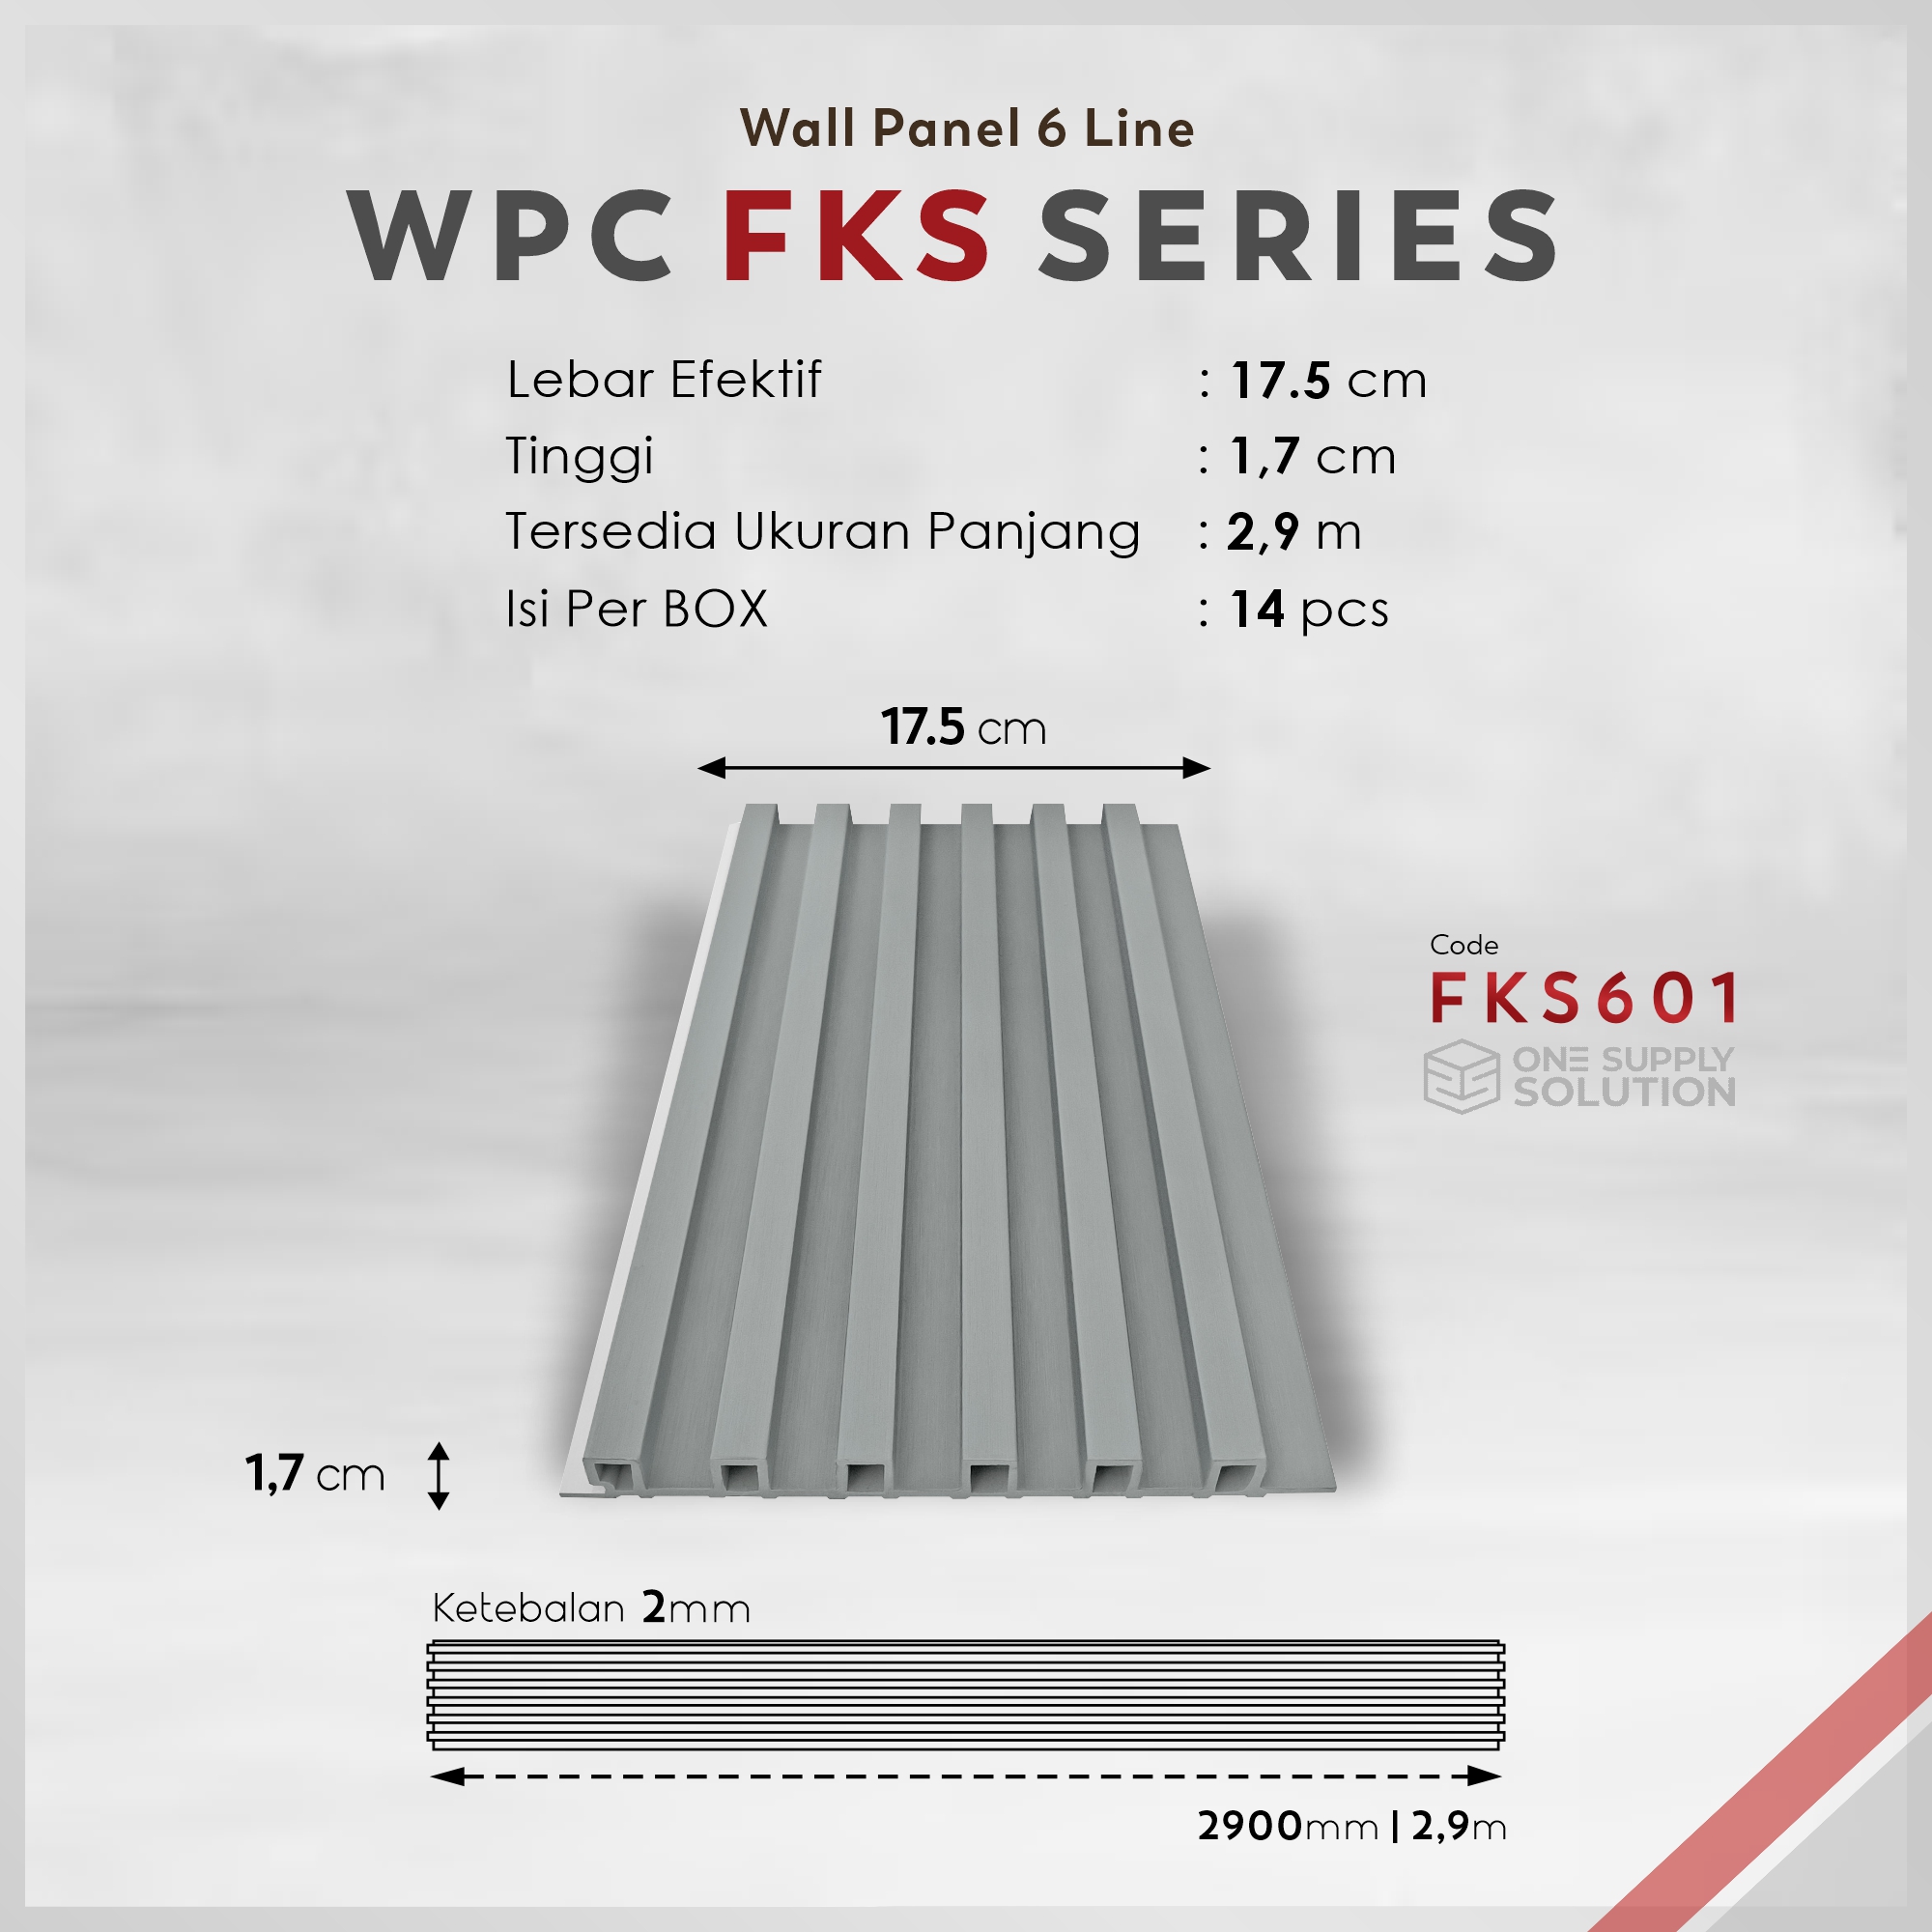 Wall Panel 6 Line
WPC FKS SERIES
Lebar Efektif : 17.5 cm
Tinggi : 1,7 cm
Tersedia Ukuran Panjang : 2,9 m
Isi Per BOX : 14 pcs
17.5 cm
Code
FKS601
ONE SUPPLY
SOLUTION
1,7 cm
Ketebalan 2mm
2900mm | 2,9m